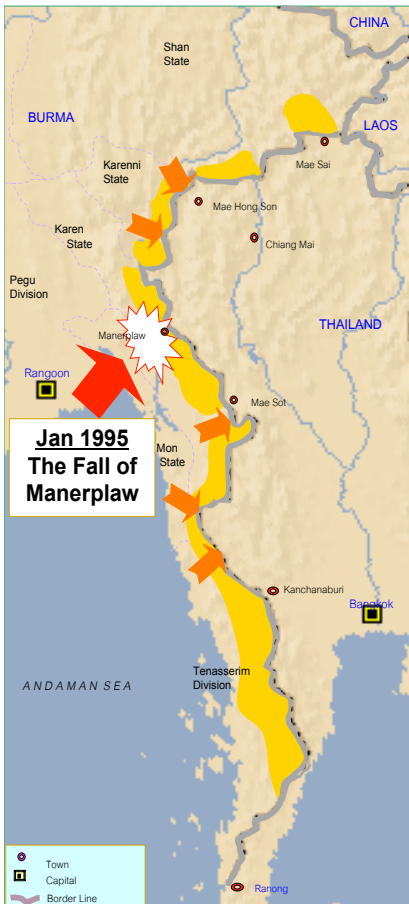 CHINA
Shan
State
BURMA
LAOS
Mae Sai
Karenni
State
Mae Hong Son
Karen
State
Chiang Mai
Pegu
Division
THAILAND
Manerplaw
Rangoon
Mae Sot
Jan 1995
The Fall of
Manerplaw
Mon
State
Kanchanaburi
Bangkok
Tenasserim
Division
ANDAMAN SEA
Town
Capital
Border Line
Ranong